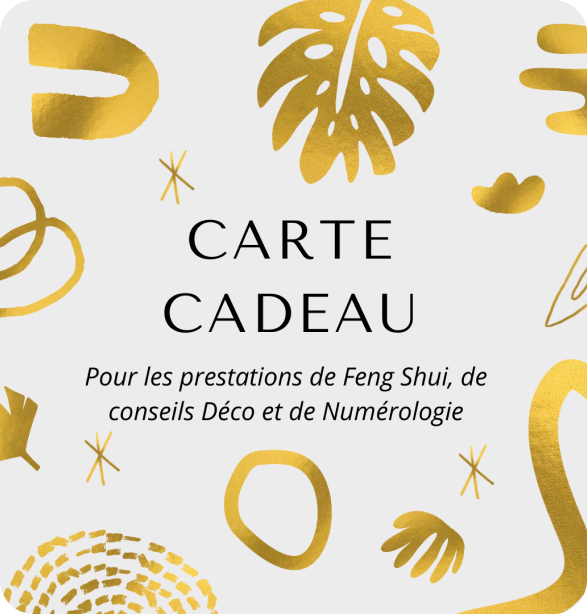 CARTE
CADEAU
Pour les prestations de Feng Shui, de
conseils Déco et de Numérologie